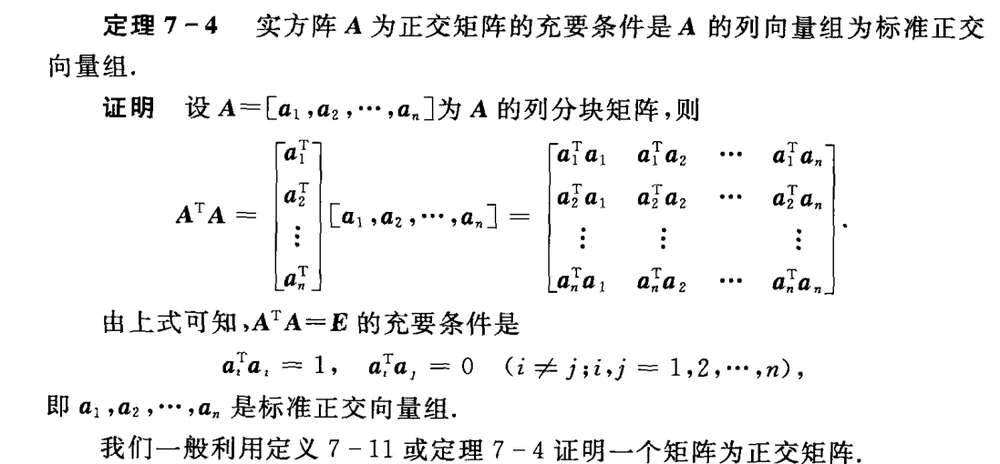 定理 7-4 实方阵 A 为正交矩阵的充要条件是 A 的列向量组为标准正交
向量组.
证明 设 A=[a₁,a₂,⋯,aₙ]为 A 的列分块矩阵,则
AᵀA = [a₁ᵀ; a₂ᵀ; ⋮; aₙᵀ] [a₁,a₂,⋯,aₙ] = [a₁ᵀa₁ a₁ᵀa₂ ⋯ a₁ᵀaₙ; a₂ᵀa₁ a₂ᵀa₂ ⋯ a₂ᵀaₙ; ⋮ ⋮ ⋮; aₙᵀa₁ aₙᵀa₂ ⋯ aₙᵀaₙ].
由上式可知,AᵀA=E 的充要条件是
aᵢᵀaᵢ = 1, aᵢᵀaⱼ = 0 (i ≠ j;i,j = 1,2,⋯,n),
即 a₁,a₂,⋯,aₙ 是标准正交向量组.
我们一般利用定义 7-11 或定理 7-4 证明一个矩阵为正交矩阵.